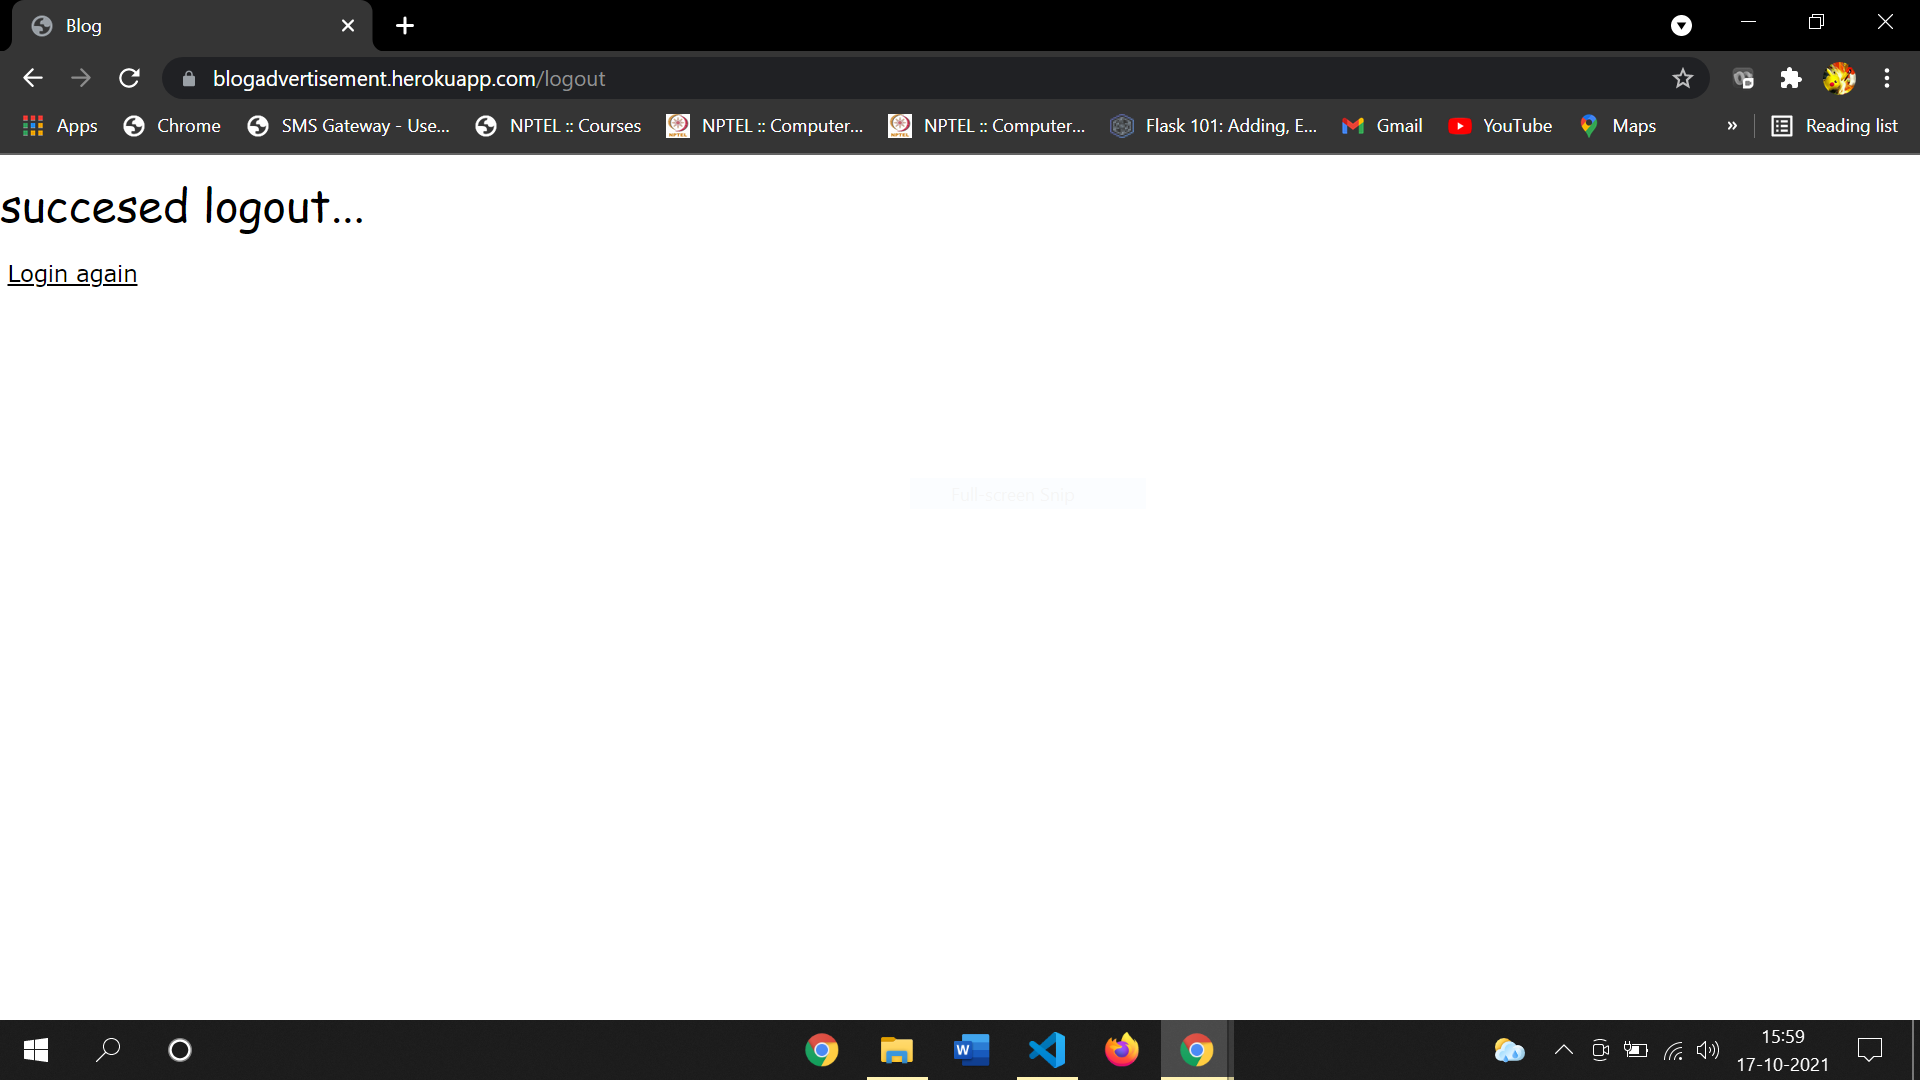 Blog
blogadvertisement.herokuapp.com/logout
Apps Chrome SMS Gateway - Use... NPTEL :: Courses NPTEL :: Computer... NPTEL :: Computer... Flask 101: Adding, E... Gmail YouTube Maps » Reading list
succesed logout...
Login again
Full-screen Snip
15:59
17-10-2021